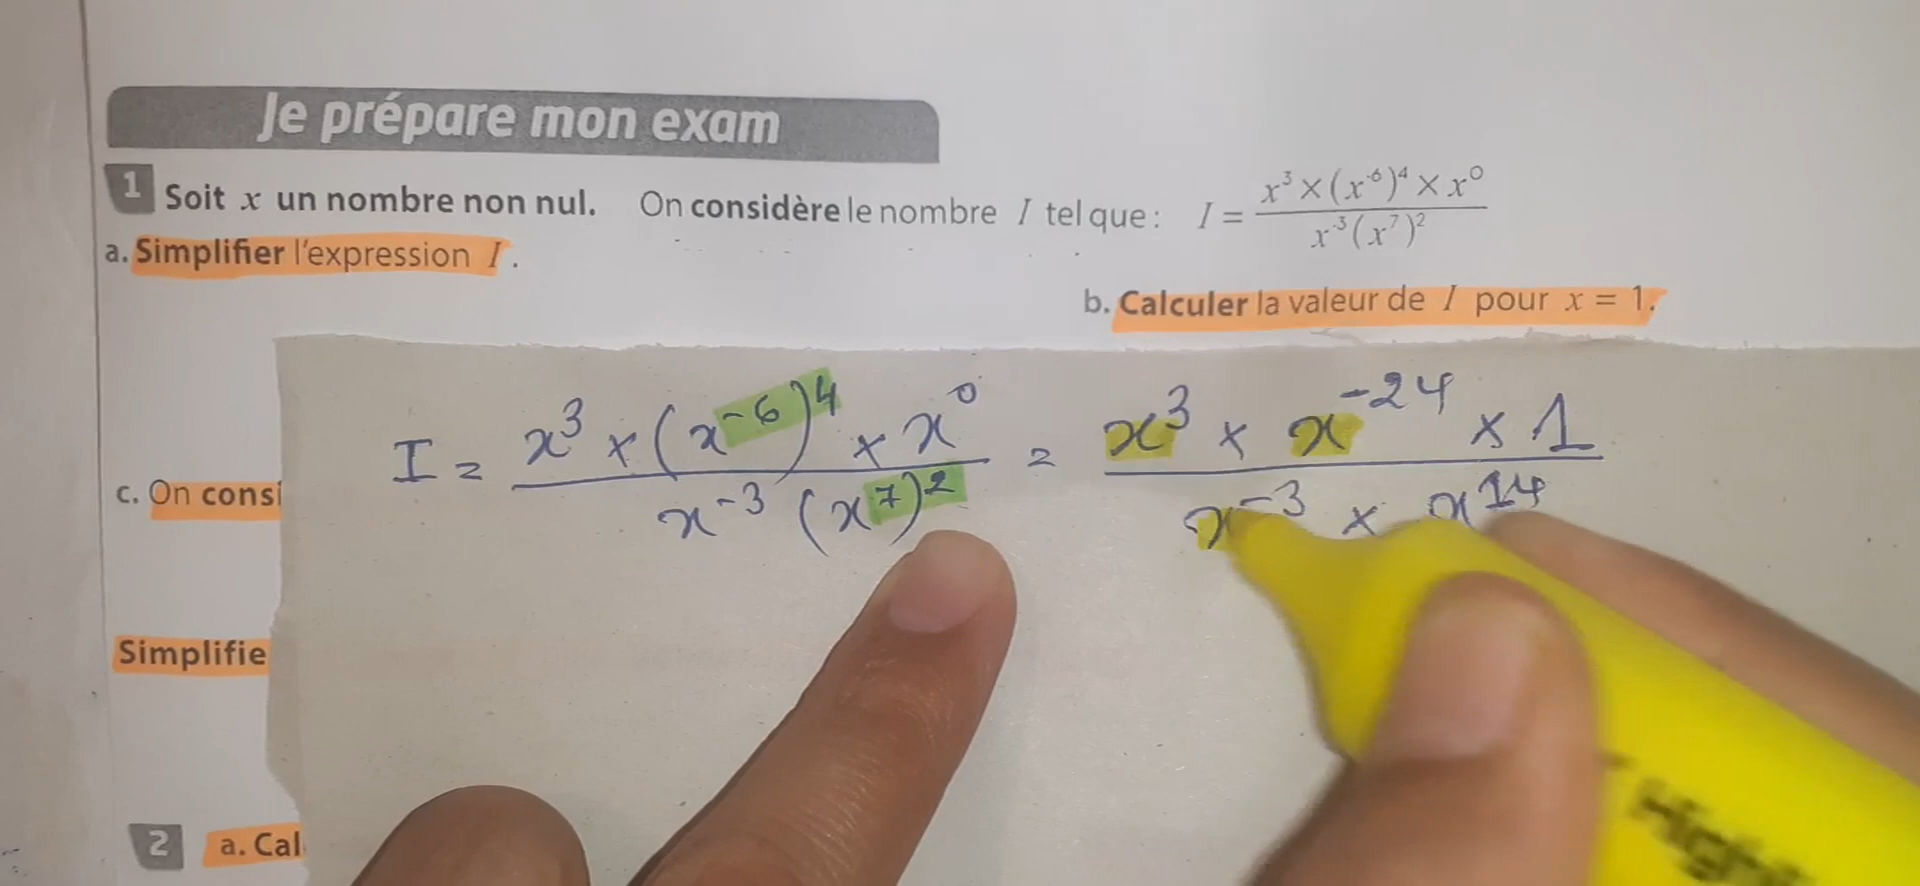 Je prépare mon exam
1 Soit x un nombre non nul. On considère le nombre I tel que : I = x³×(x⁻⁶)⁴×x⁰ / x⁻³(x⁷)²
a. Simplifier l'expression I .
b. Calculer la valeur de I pour x = 1.
I = x³ × (x⁻⁶)⁴ × x⁰ / x⁻³ (x⁷)² = x³ × x⁻²⁴ × 1 / x⁻³ × x¹⁴
c. On consi
Simplifie
2 a. Cal
High